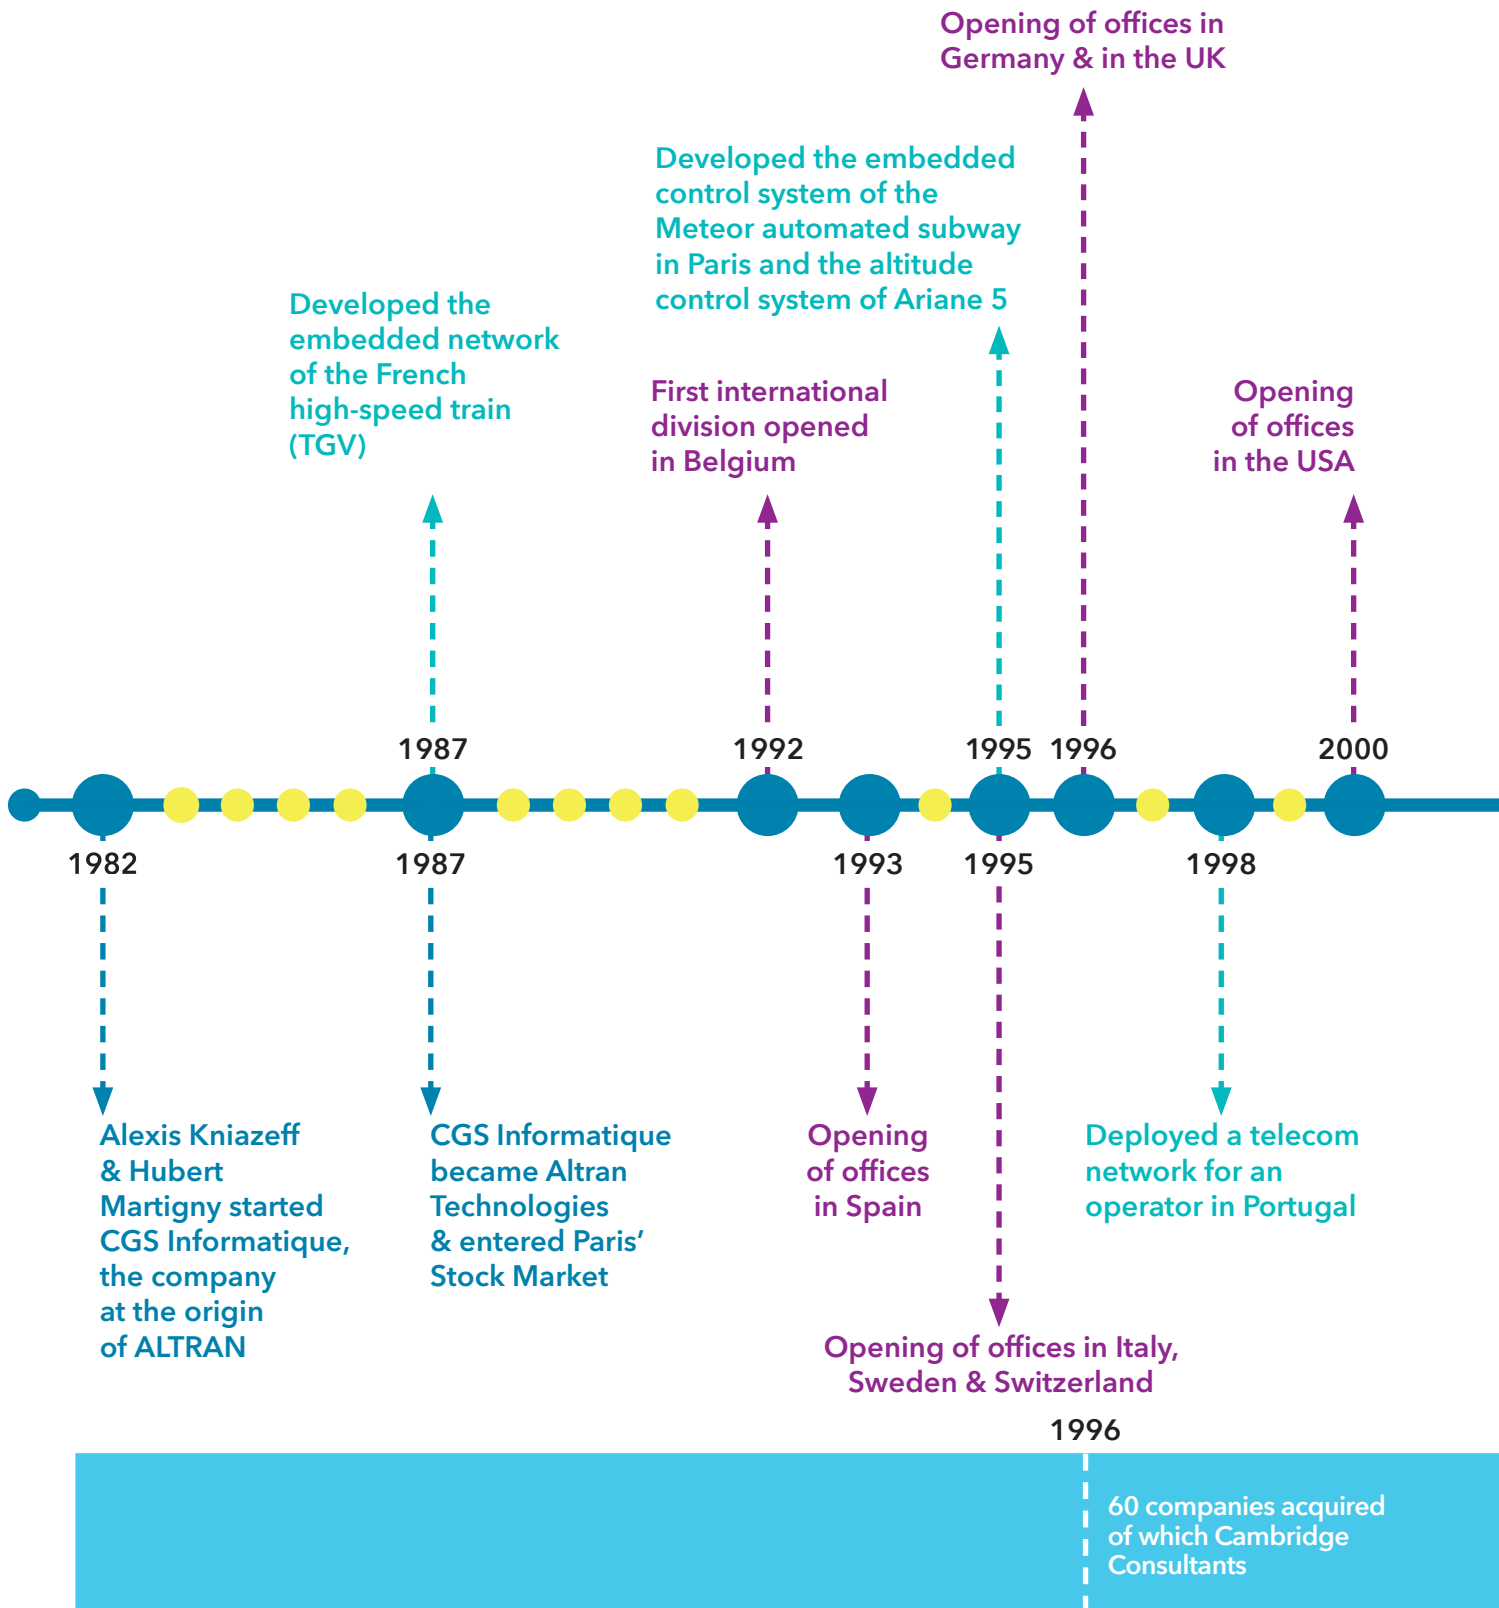 Opening of offices in
Germany & in the UK
Developed the embedded
control system of the
Meteor automated subway
in Paris and the altitude
control system of Ariane 5
Developed the
embedded network
of the French
high-speed train
(TGV)
First international
division opened
in Belgium
Opening
of offices
in the USA
1987
1992
1995
1996
2000
1982
1987
1993
1995
1998
Alexis Kniazeff
& Hubert
Martigny started
CGS Informatique,
the company
at the origin
of ALTRAN
CGS Informatique
became Altran
Technologies
& entered Paris’
Stock Market
Opening
of offices
in Spain
Deployed a telecom
network for an
operator in Portugal
Opening of offices in Italy,
Sweden & Switzerland
1996
60 companies acquired
of which Cambridge
Consultants